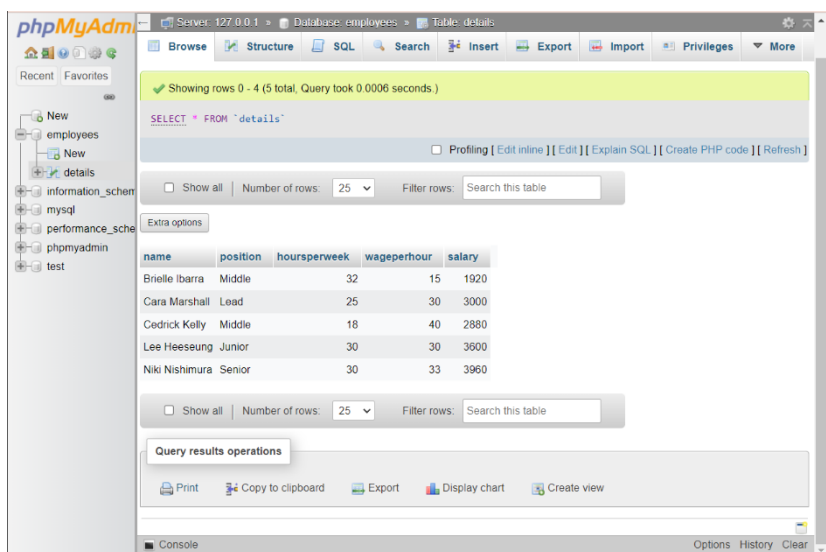 phpMyAdmi
Recent Favorites
New
employees
New
details
information_schem
mysql
performance_sche
phpmyadmin
test
Server: 127.0.0.1 » Database: employees » Table: details
Browse Structure SQL Search Insert Export Import Privileges More
Showing rows 0 - 4 (5 total, Query took 0.0006 seconds.)
SELECT * FROM `details`
Profiling [ Edit inline ] [ Edit ] [ Explain SQL ] [ Create PHP code ] [ Refresh ]
Show all Number of rows: 25 Filter rows: Search this table
Extra options
name position hoursperweek wageperhour salary
Brielle Ibarra Middle 32 15 1920
Cara Marshall Lead 25 30 3000
Cedrick Kelly Middle 18 40 2880
Lee Heeseung Junior 30 30 3600
Niki Nishimura Senior 30 33 3960
Show all Number of rows: 25 Filter rows: Search this table
Query results operations
Print Copy to clipboard Export Display chart Create view
Console Options History Clear